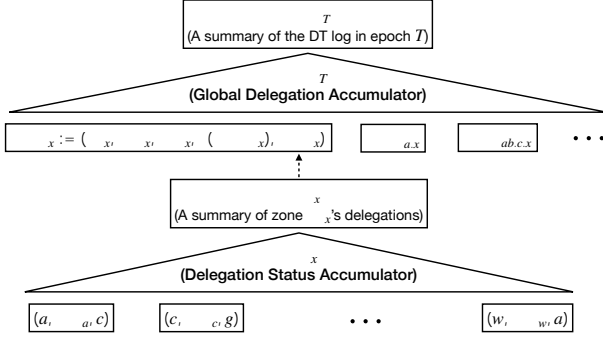 T
(A summary of the DT log in epoch T)
T
(Global Delegation Accumulator)
x := ( x, x, x, ( x), x) a.x ab.c.x • • •
x
(A summary of zone x's delegations)
x
(Delegation Status Accumulator)
(a, a, c) (c, c, g) • • • (w, w, a)